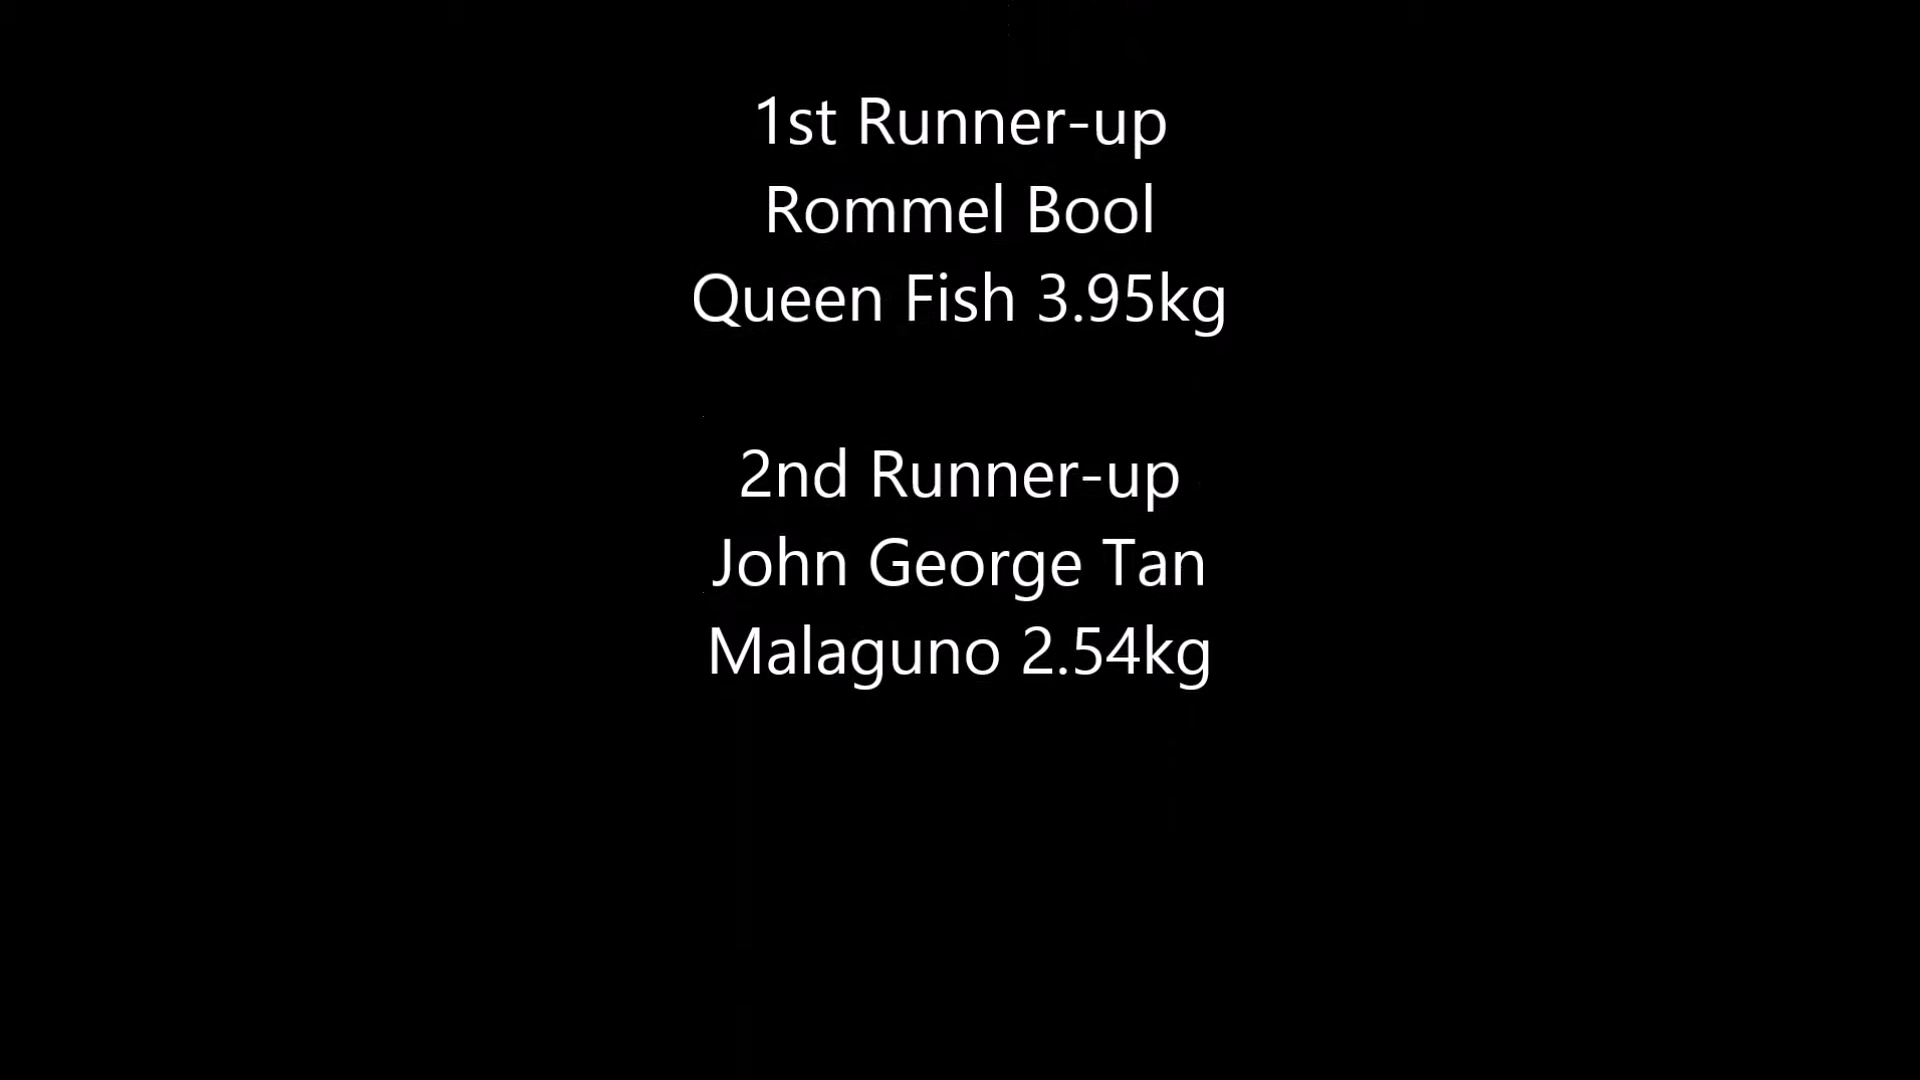 1st Runner-up
Rommel Bool
Queen Fish 3.95kg
2nd Runner-up
John George Tan
Malaguno 2.54kg